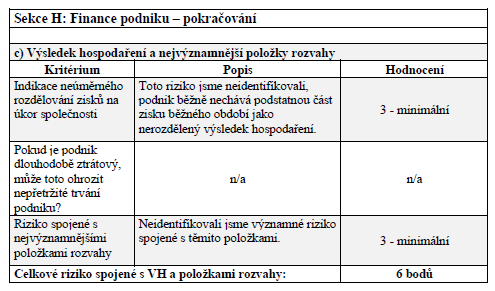 Sekce H: Finance podniku – pokračování
c) Výsledek hospodaření a nejvýznamnější položky rozvahy
Kritérium Popis Hodnocení
Indikace neúměrného
rozdělování zisků na
úkor společnosti
Toto riziko jsme neidentifikovali,
podnik běžně nechává podstatnou část
zisku běžného období jako
nerozdělený výsledek hospodaření.
3 - minimální
Pokud je podnik
dlouhodobě ztrátový,
může toto ohrozit
nepřetržité trvání
podniku?
n/a
n/a
Riziko spojené s
nejvýznamnějšími
položkami rozvahy
Neidentifikovali jsme významné riziko
spojené s těmito položkami.
3 - minimální
Celkové riziko spojené s VH a položkami rozvahy: 6 bodů